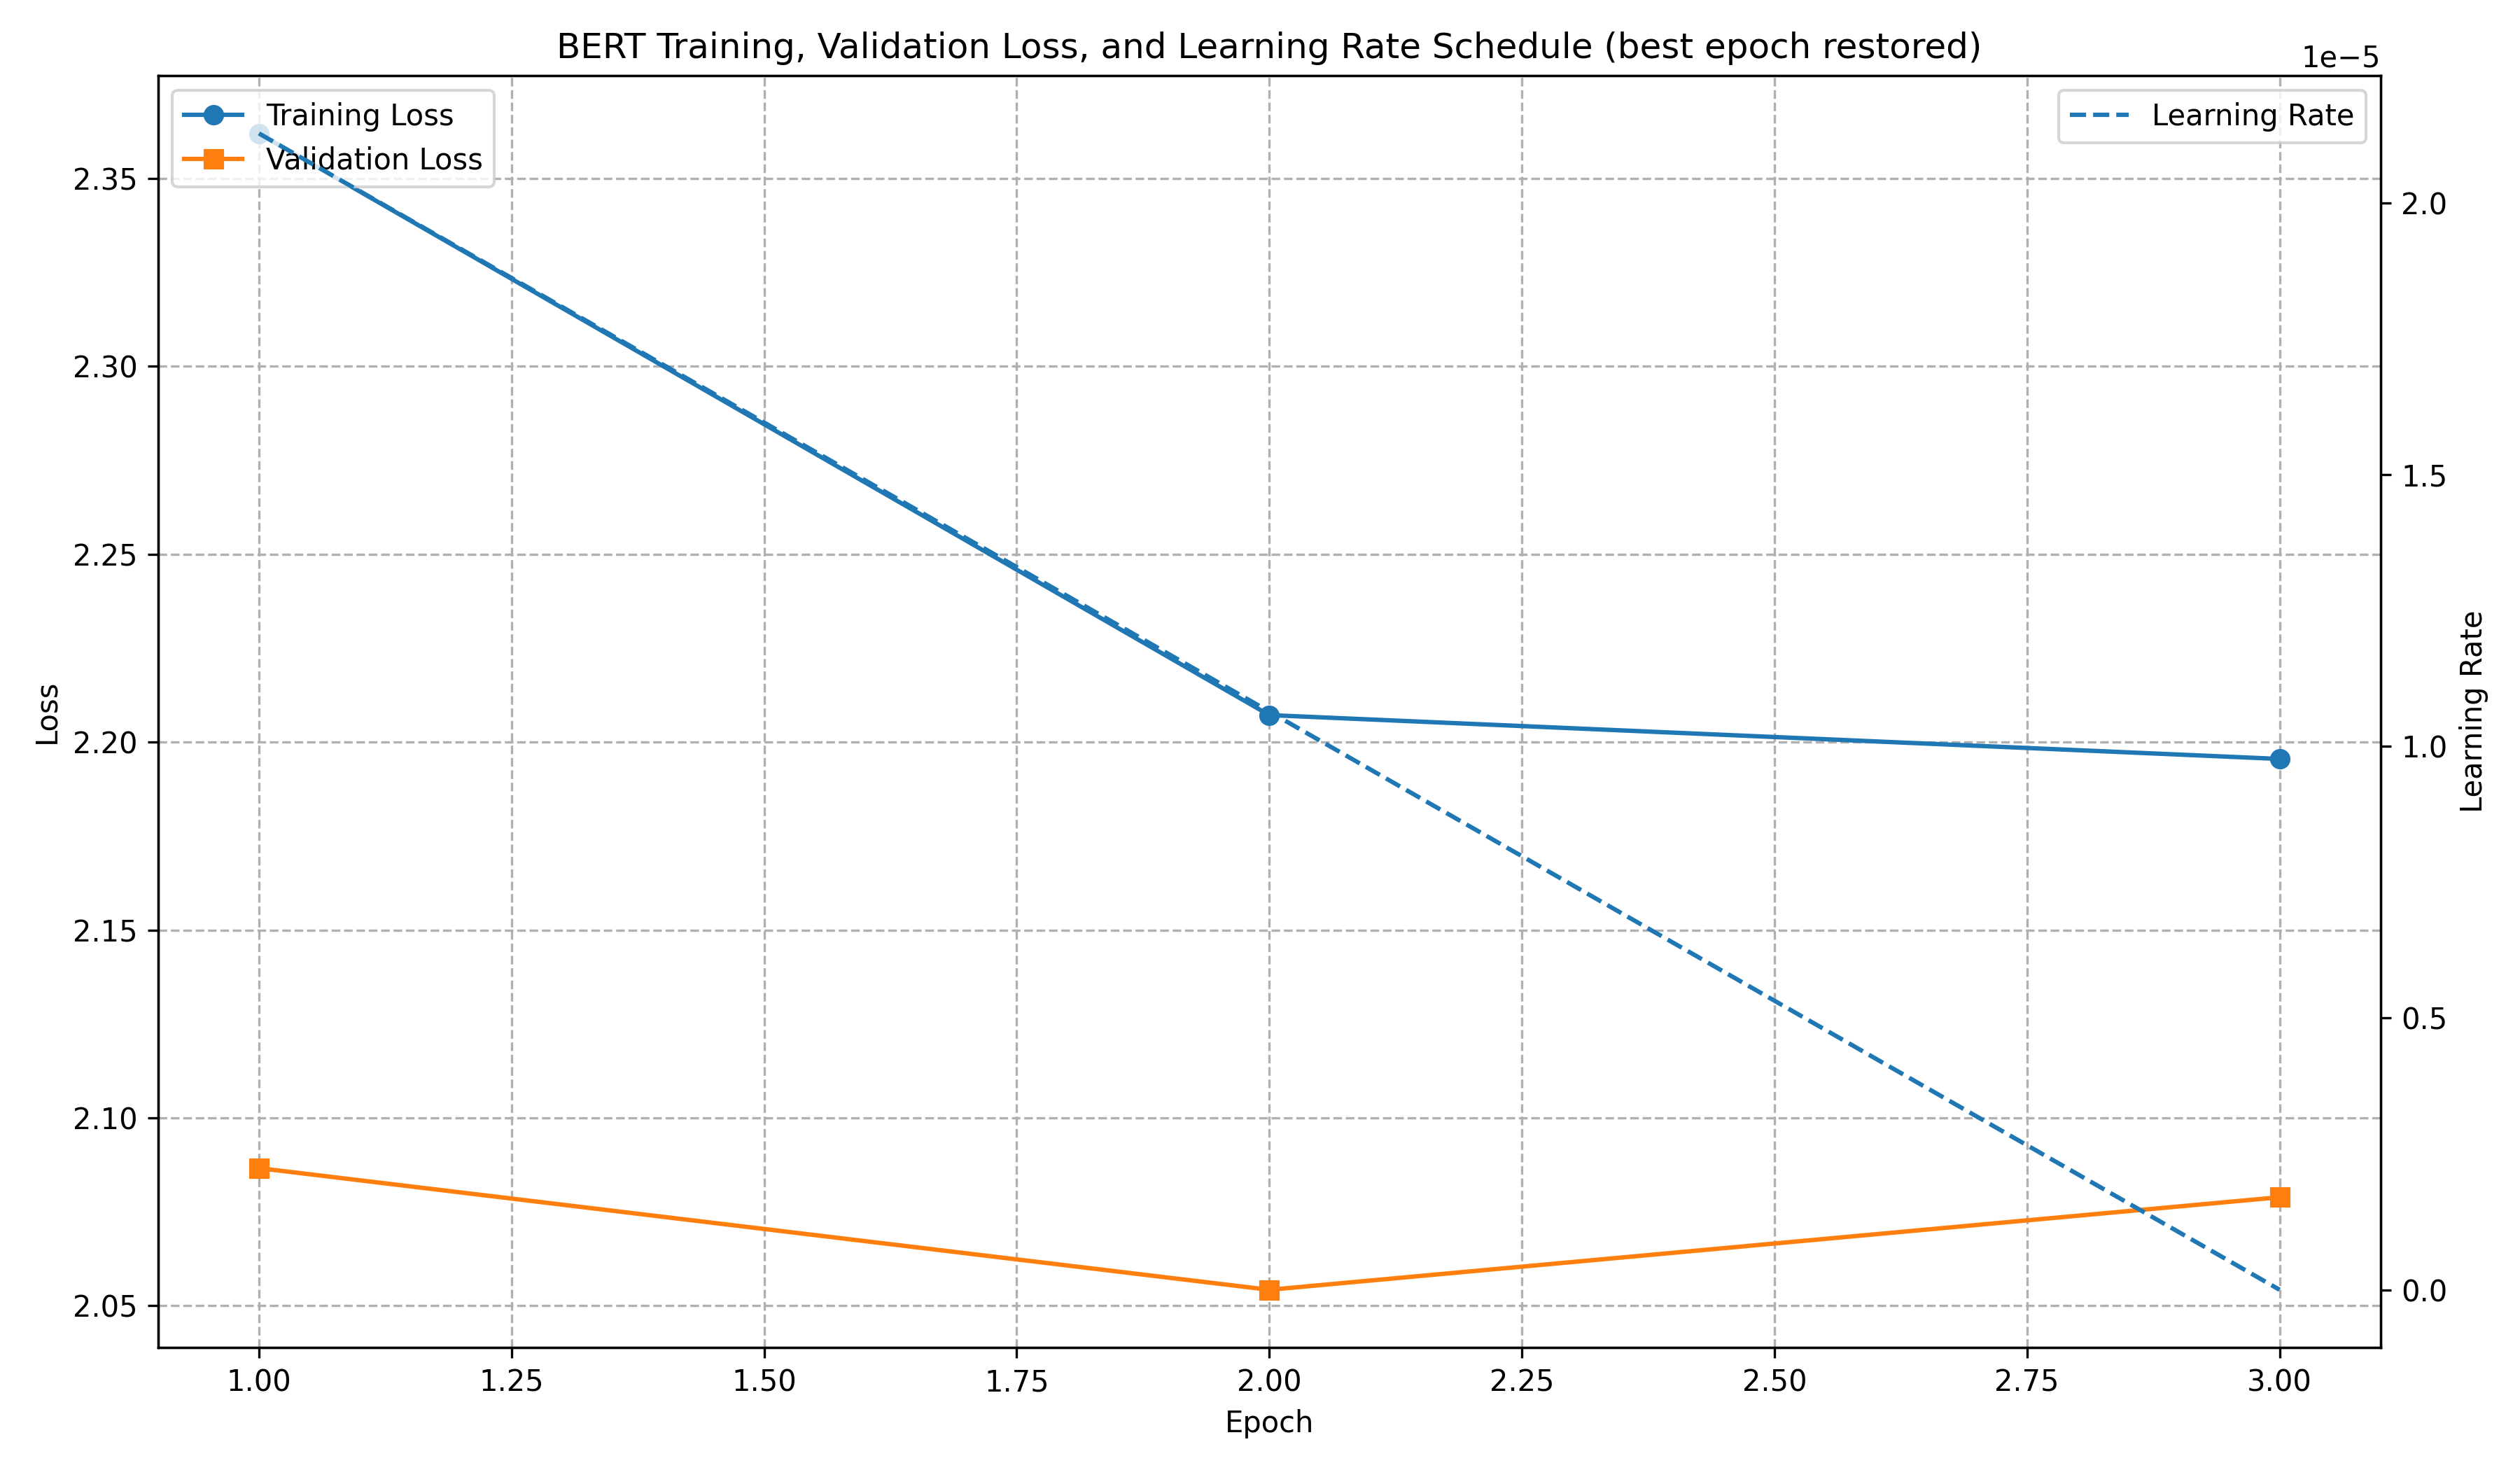 BERT Training, Validation Loss, and Learning Rate Schedule (best epoch restored)
1e−5
Training Loss
Validation Loss
Learning Rate
2.35
2.30
2.25
2.20
2.15
2.10
2.05
Loss
2.0
1.5
1.0
0.5
0.0
Learning Rate
1.00 1.25 1.50 1.75 2.00 2.25 2.50 2.75 3.00
Epoch